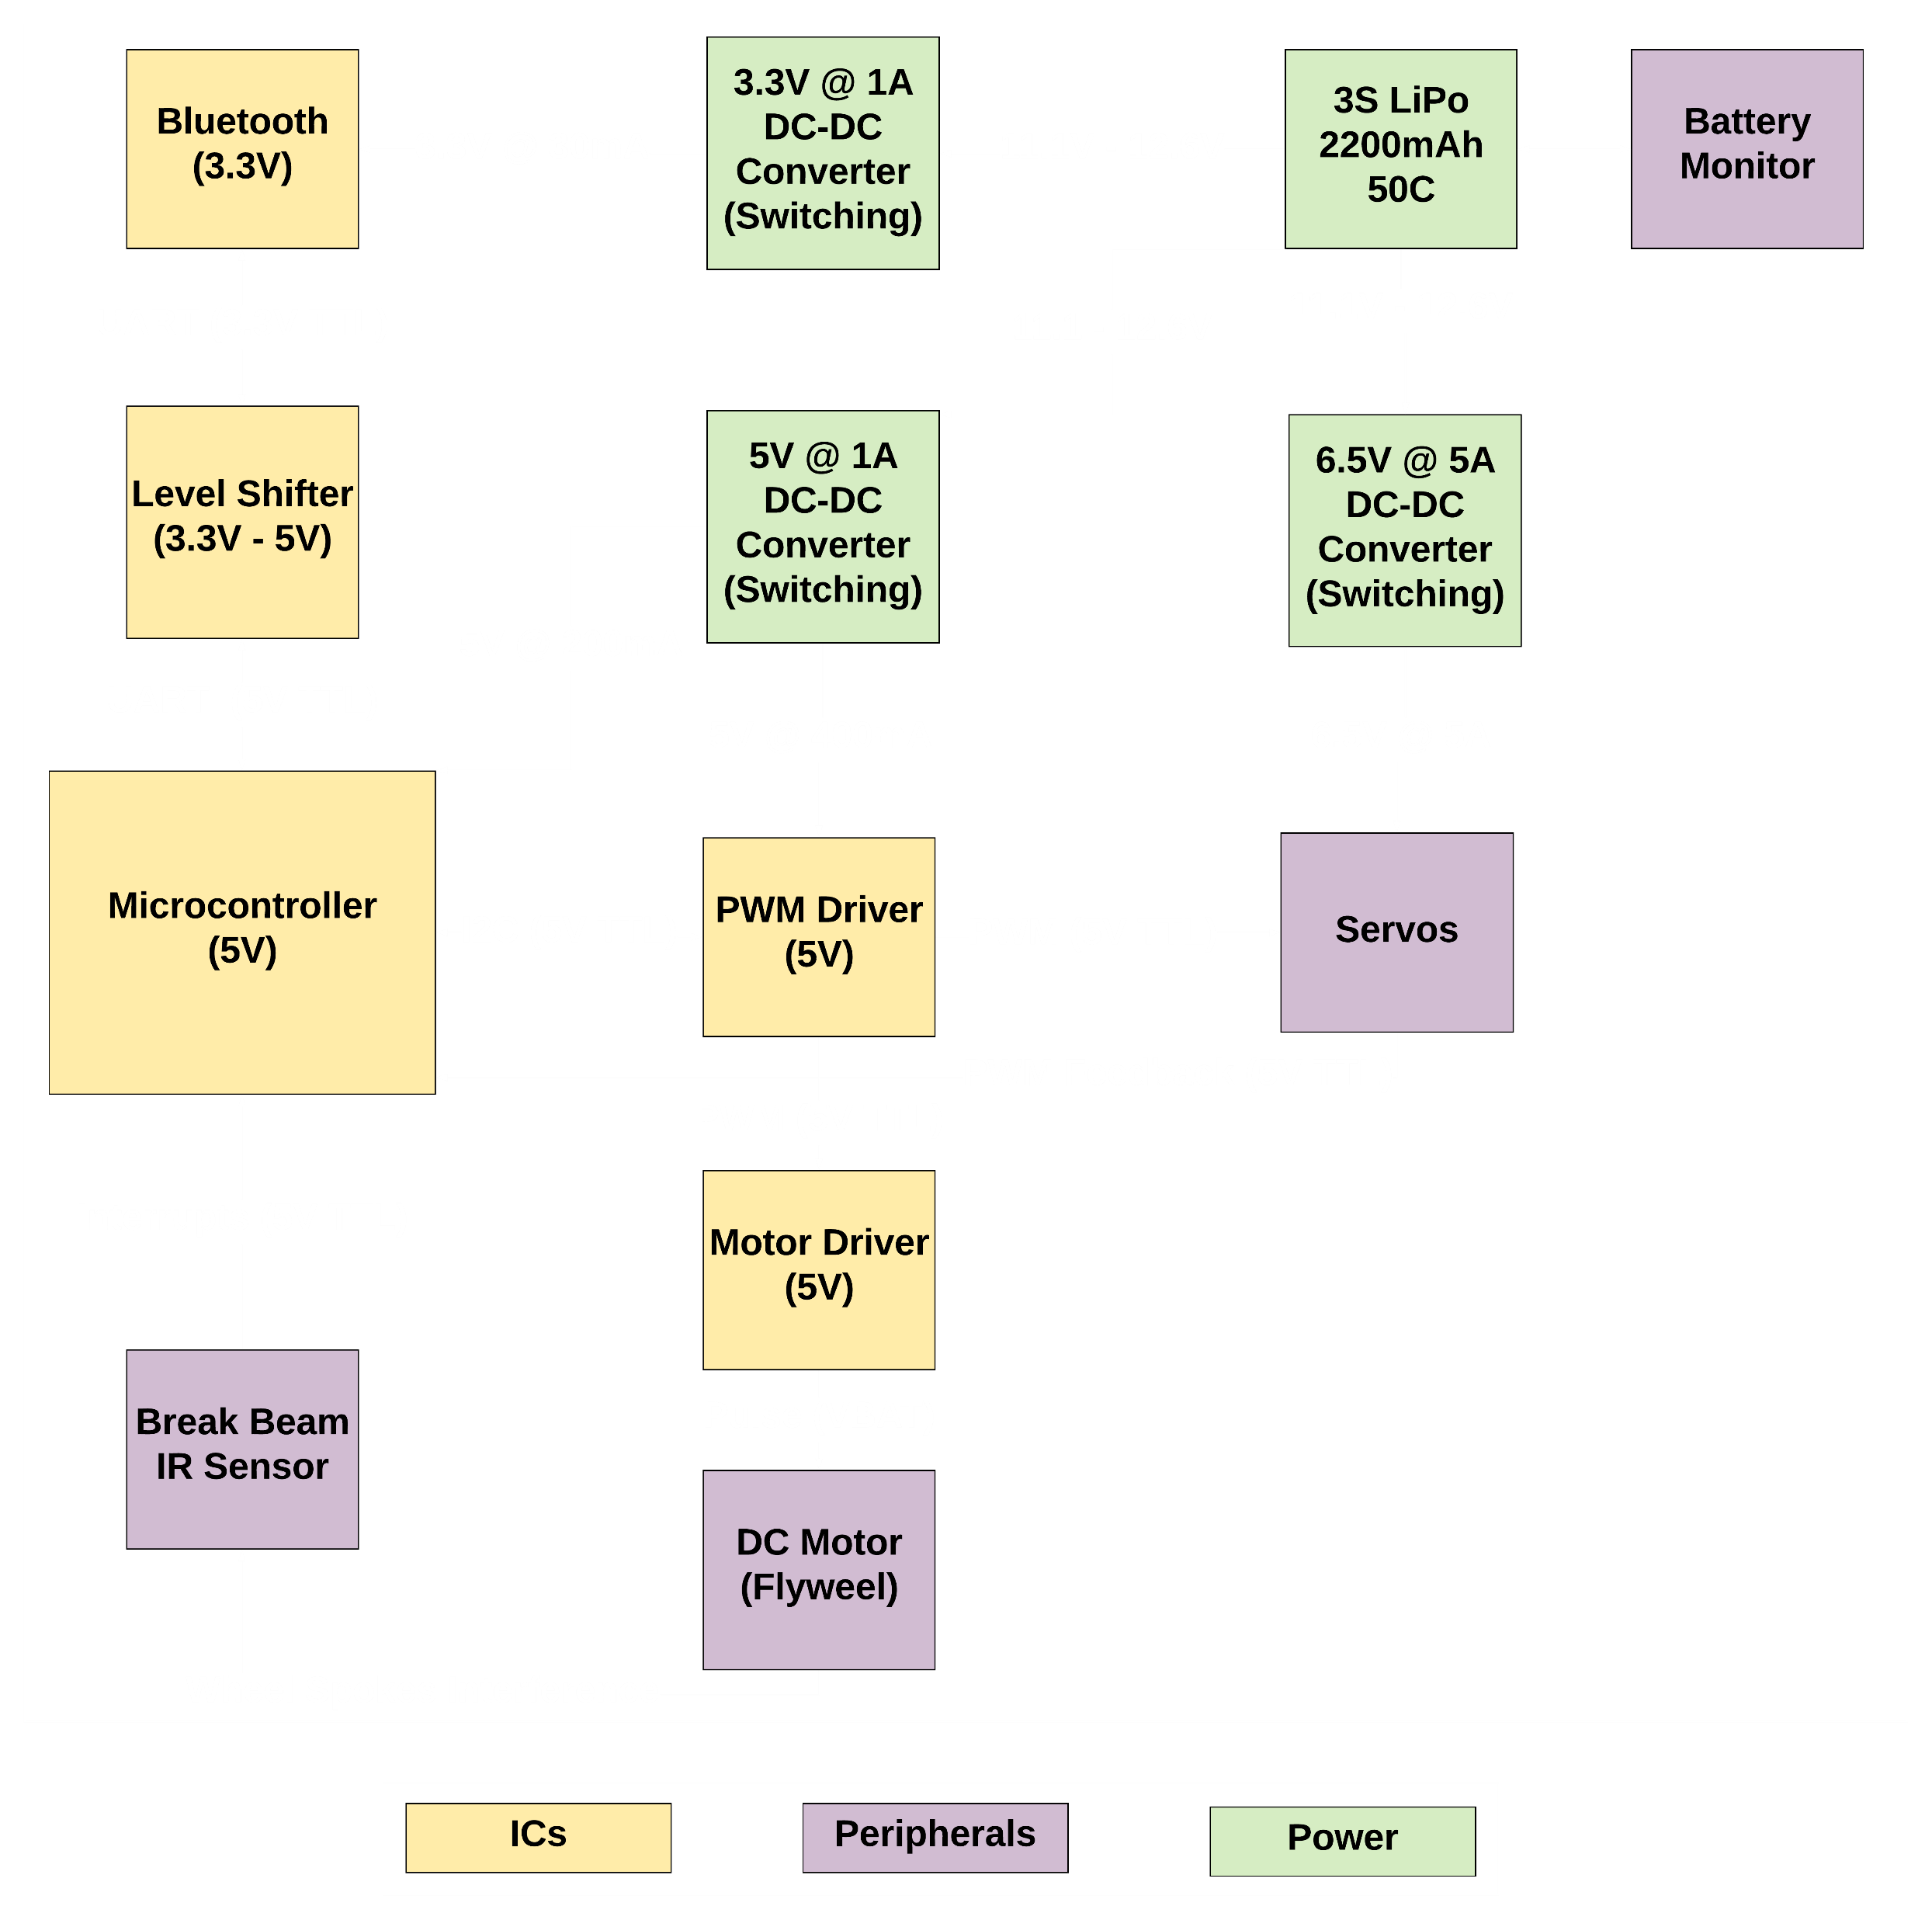 Bluetooth
(3.3V)
3.3V @ 1A
DC-DC
Converter
(Switching)
3S LiPo
2200mAh
50C
Battery
Monitor
Level Shifter
(3.3V - 5V)
5V @ 1A
DC-DC
Converter
(Switching)
6.5V @ 5A
DC-DC
Converter
(Switching)
Microcontroller
(5V)
PWM Driver
(5V)
Servos
Motor Driver
(5V)
Break Beam
IR Sensor
DC Motor
(Flyweel)
ICs
Peripherals
Power